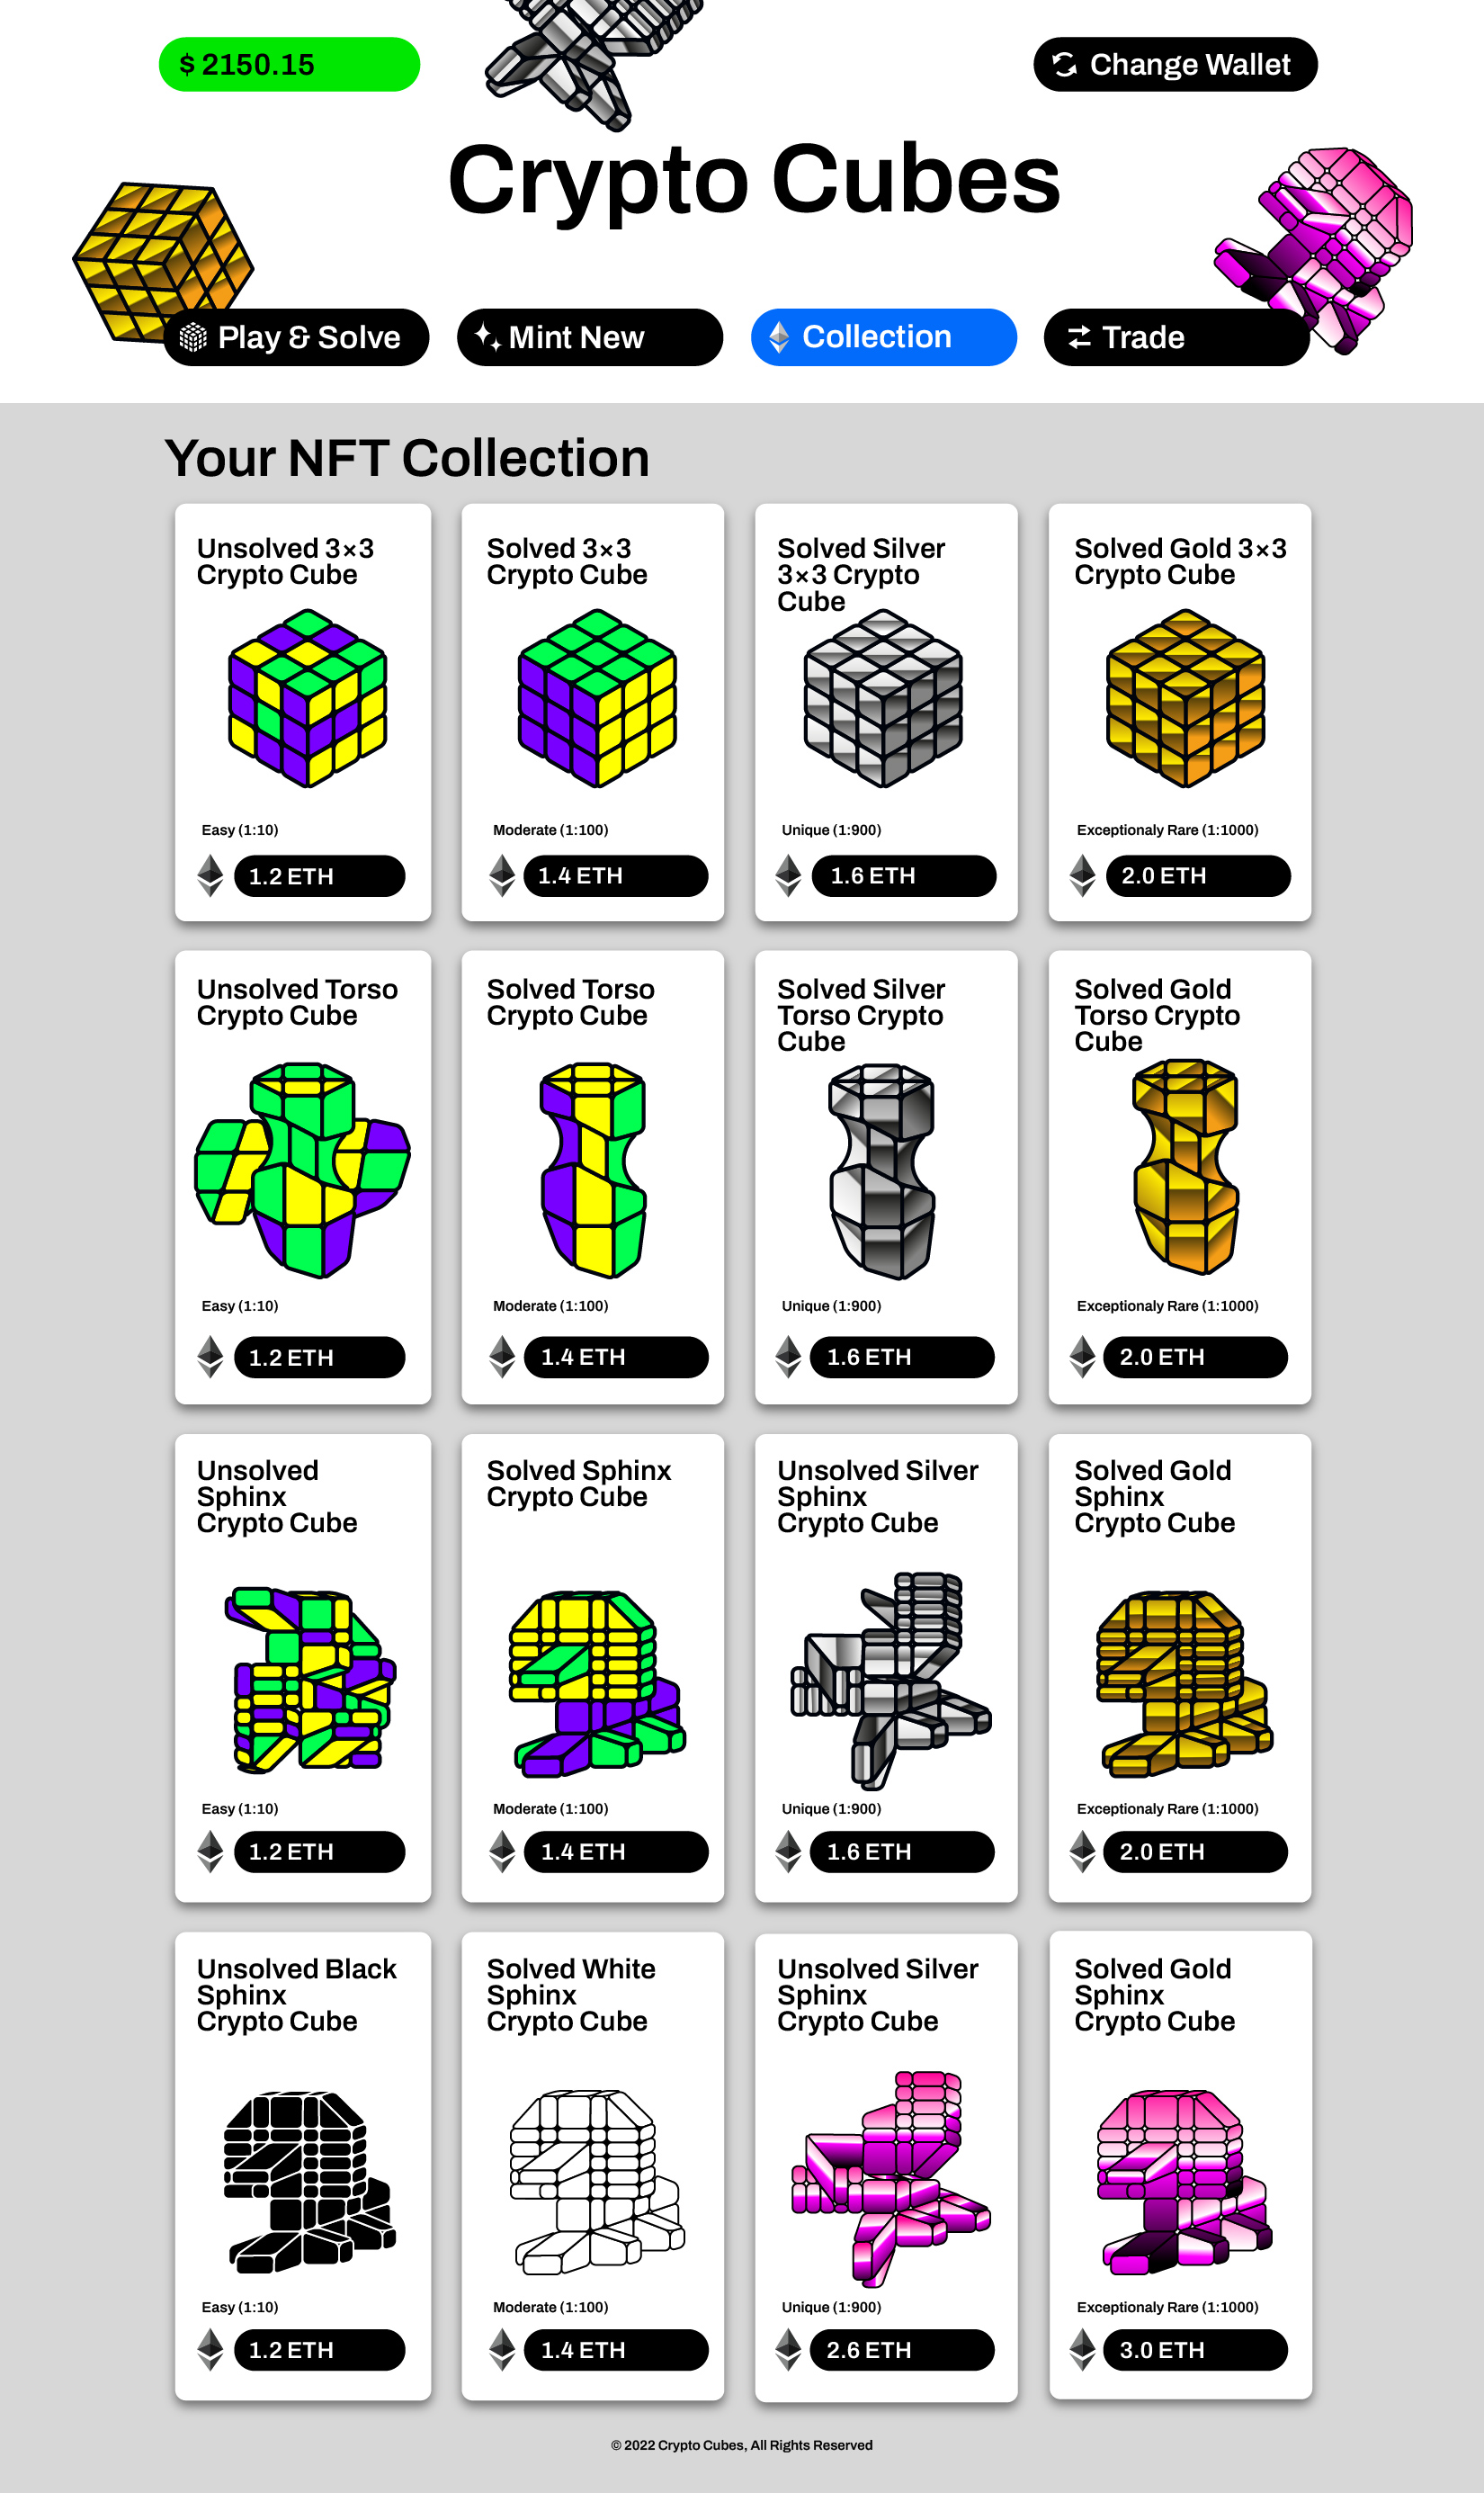 $ 2150.15
Change Wallet
Crypto Cubes
Play & Solve
Mint New
Collection
Trade
Your NFT Collection
Unsolved 3×3
Crypto Cube
Easy (1:10)
1.2 ETH
Solved 3×3
Crypto Cube
Moderate (1:100)
1.4 ETH
Solved Silver
3×3 Crypto
Cube
Unique (1:900)
1.6 ETH
Solved Gold 3×3
Crypto Cube
Exceptionaly Rare (1:1000)
2.0 ETH
Unsolved Torso
Crypto Cube
Easy (1:10)
1.2 ETH
Solved Torso
Crypto Cube
Moderate (1:100)
1.4 ETH
Solved Silver
Torso Crypto
Cube
Unique (1:900)
1.6 ETH
Solved Gold
Torso Crypto
Cube
Exceptionaly Rare (1:1000)
2.0 ETH
Unsolved
Sphinx
Crypto Cube
Easy (1:10)
1.2 ETH
Solved Sphinx
Crypto Cube
Moderate (1:100)
1.4 ETH
Unsolved Silver
Sphinx
Crypto Cube
Unique (1:900)
1.6 ETH
Solved Gold
Sphinx
Crypto Cube
Exceptionaly Rare (1:1000)
2.0 ETH
Unsolved Black
Sphinx
Crypto Cube
Easy (1:10)
1.2 ETH
Solved White
Sphinx
Crypto Cube
Moderate (1:100)
1.4 ETH
Unsolved Silver
Sphinx
Crypto Cube
Unique (1:900)
2.6 ETH
Solved Gold
Sphinx
Crypto Cube
Exceptionaly Rare (1:1000)
3.0 ETH
© 2022 Crypto Cubes, All Rights Reserved